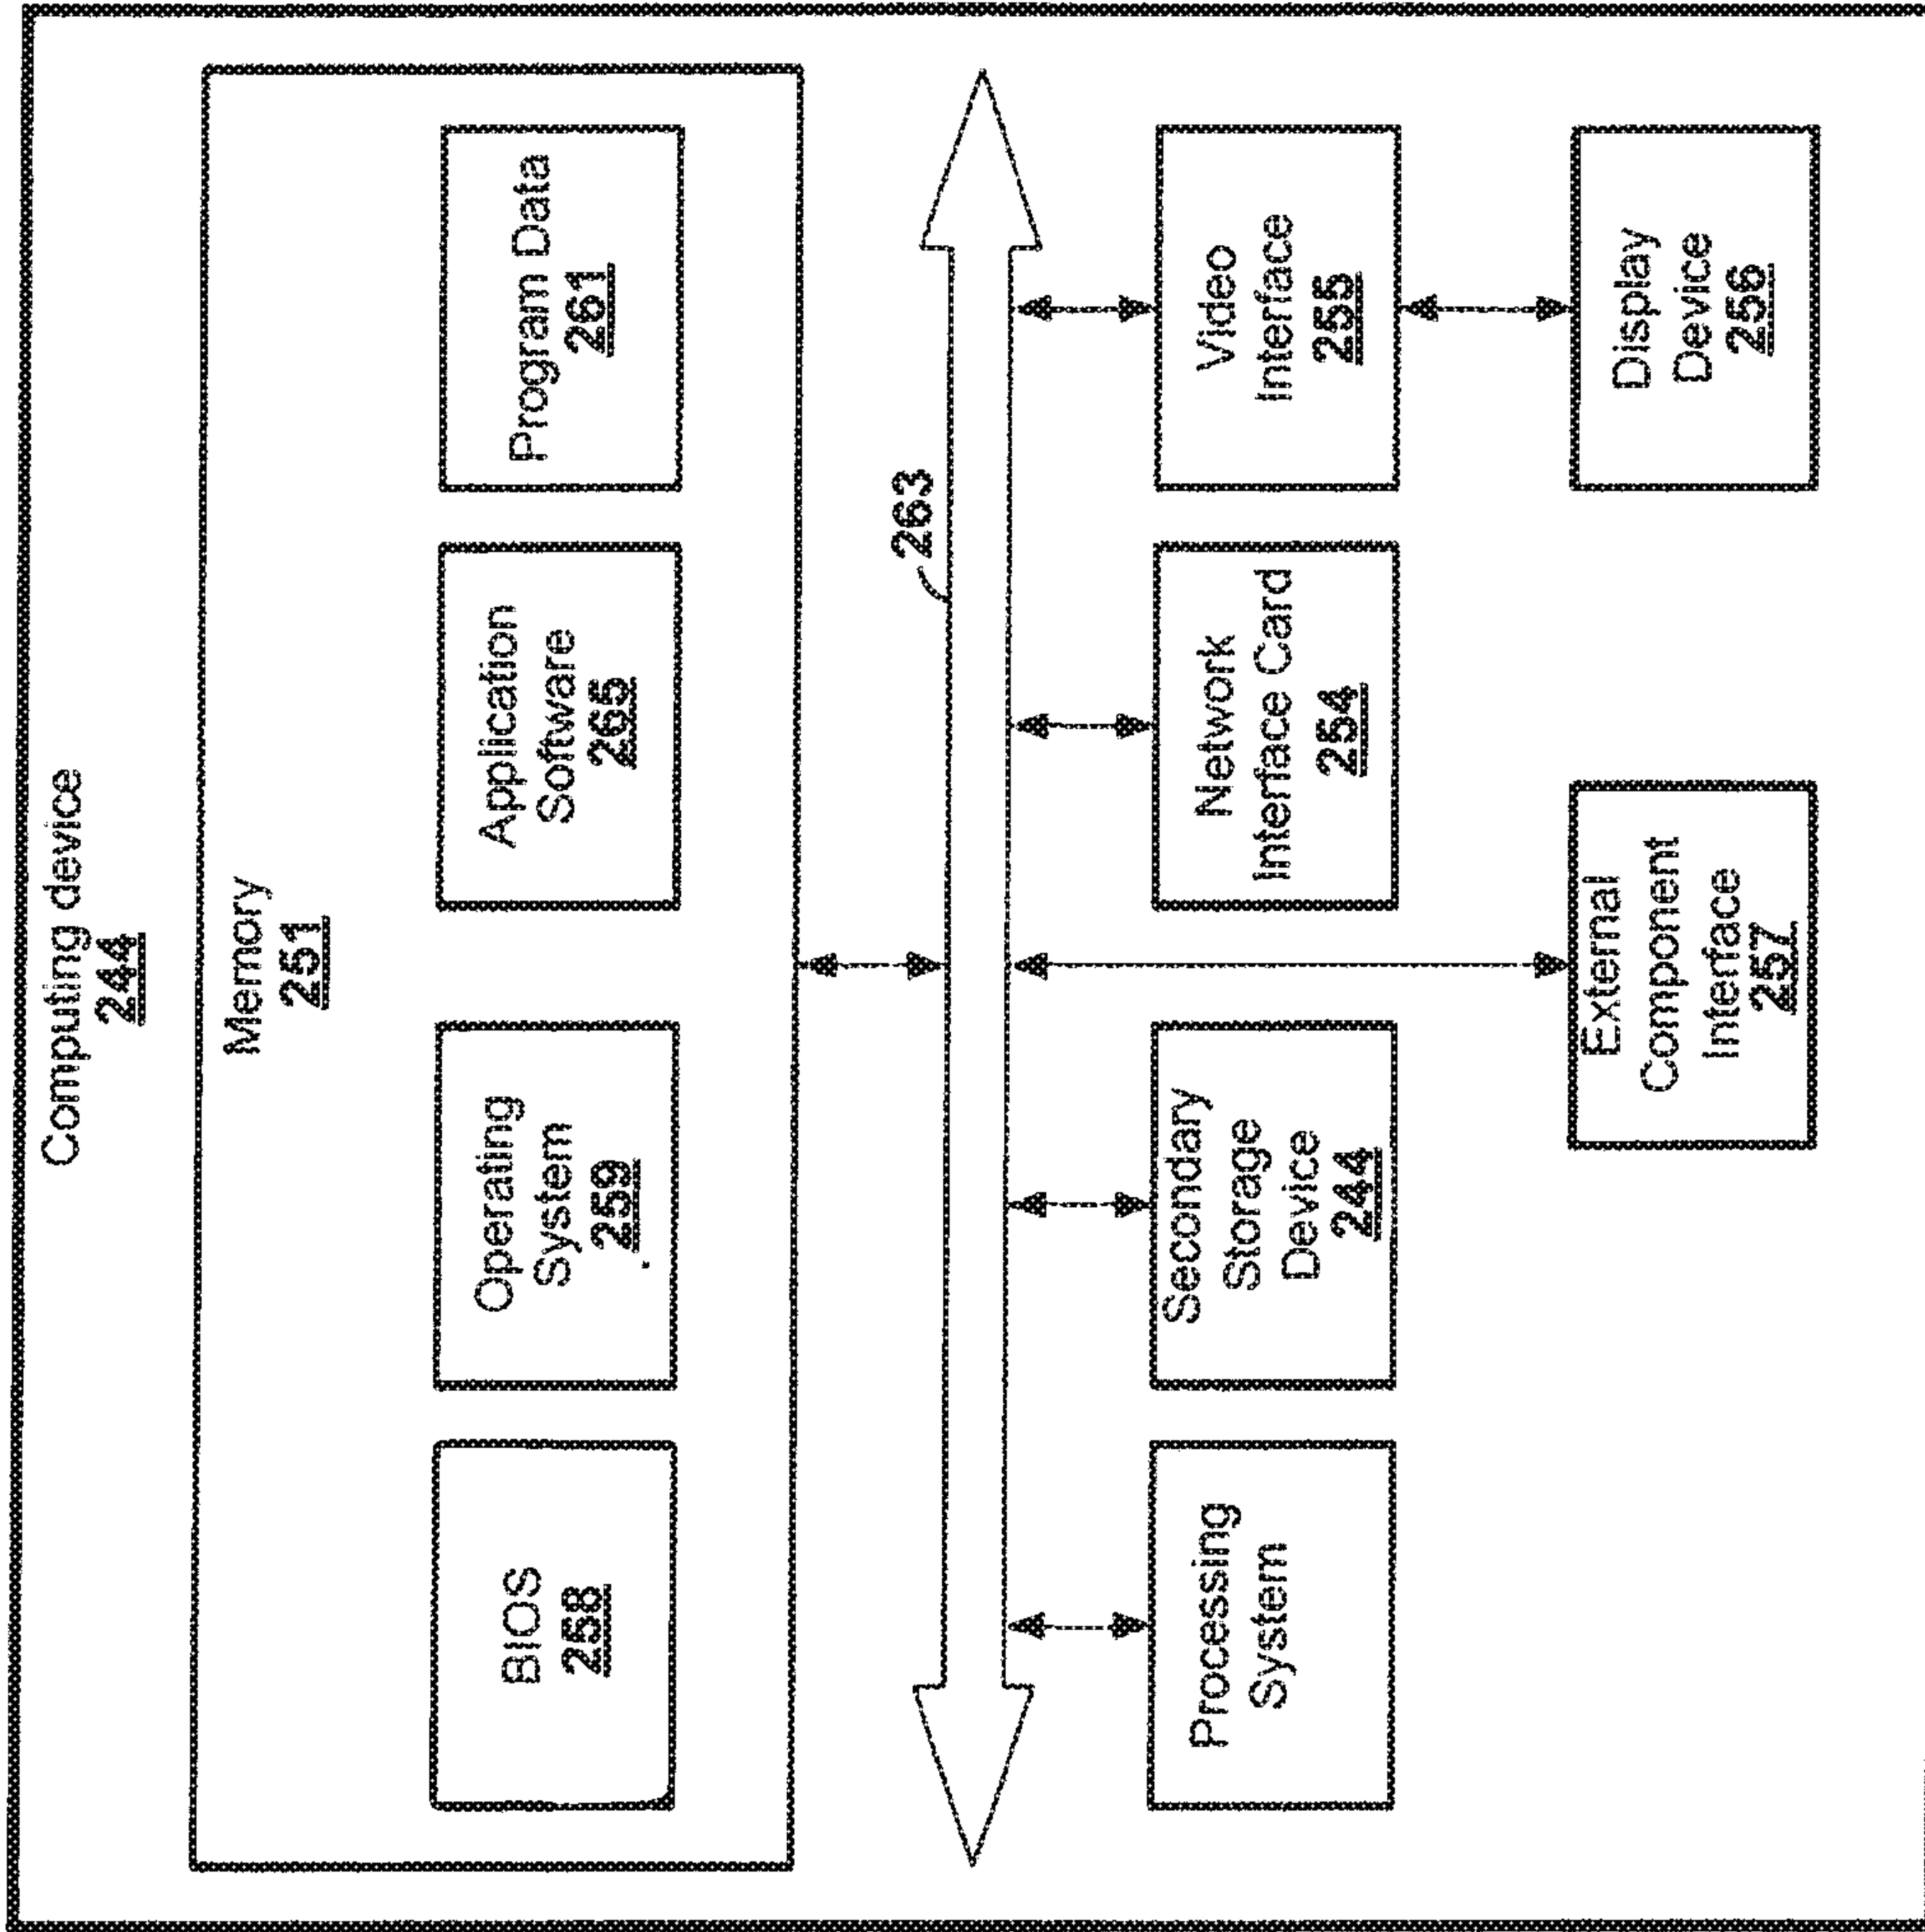 Computing device
244
Memory
251
BIOS
258
Operating
System
259
Application
Software
265
Program Data
261
263
Processing
System
Secondary
Storage
Device
244
Network
Interface Card
254
Video
Interface
255
External
Component
Interface
257
Display
Device
256